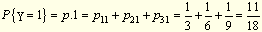 P{γ = 1} = p.1 = p₁₁ + p₂₁ + p₃₁ = 1/3 + 1/6 + 1/9 = 11/18